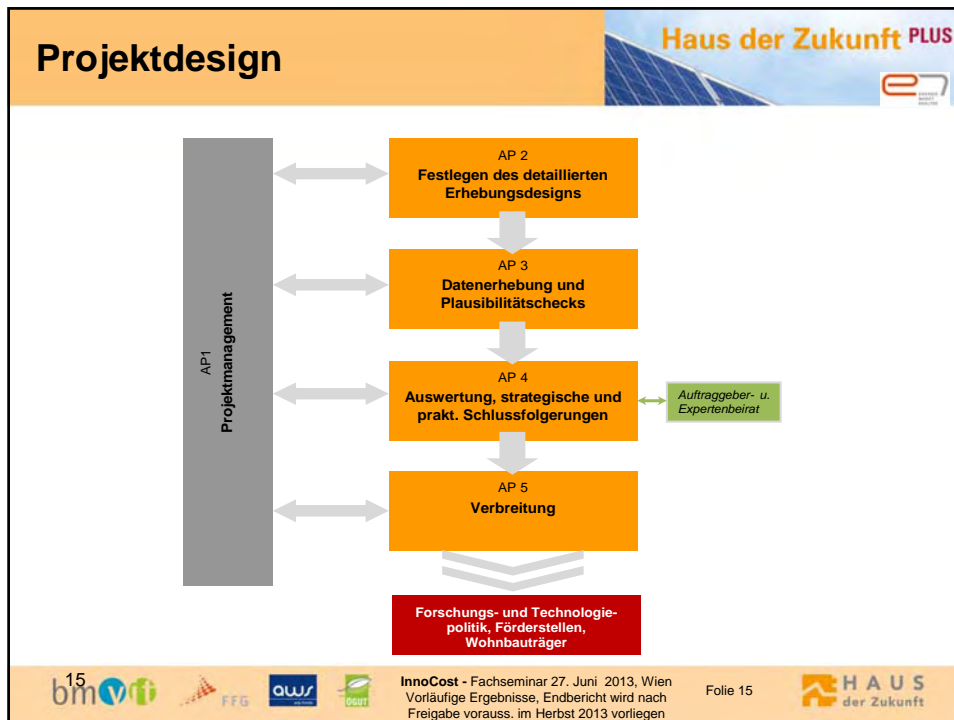 Projektdesign
Haus der Zukunft PLUS
AP1
Projektmanagement
AP 2
Festlegen des detaillierten
Erhebungsdesigns
AP 3
Datenerhebung und
Plausibilitätschecks
AP 4
Auswertung, strategische und
prakt. Schlussfolgerungen
Auftraggeber- u.
Expertenbeirat
AP 5
Verbreitung
Forschungs- und Technologie-
politik, Förderstellen,
Wohnbauträger
15
bmvit
FFG
aws
ÖGUT
InnoCost - Fachseminar 27. Juni 2013, Wien
Vorläufige Ergebnisse, Endbericht wird nach
Freigabe vorauss. im Herbst 2013 vorliegen
Folie 15
HAUS
der Zukunft